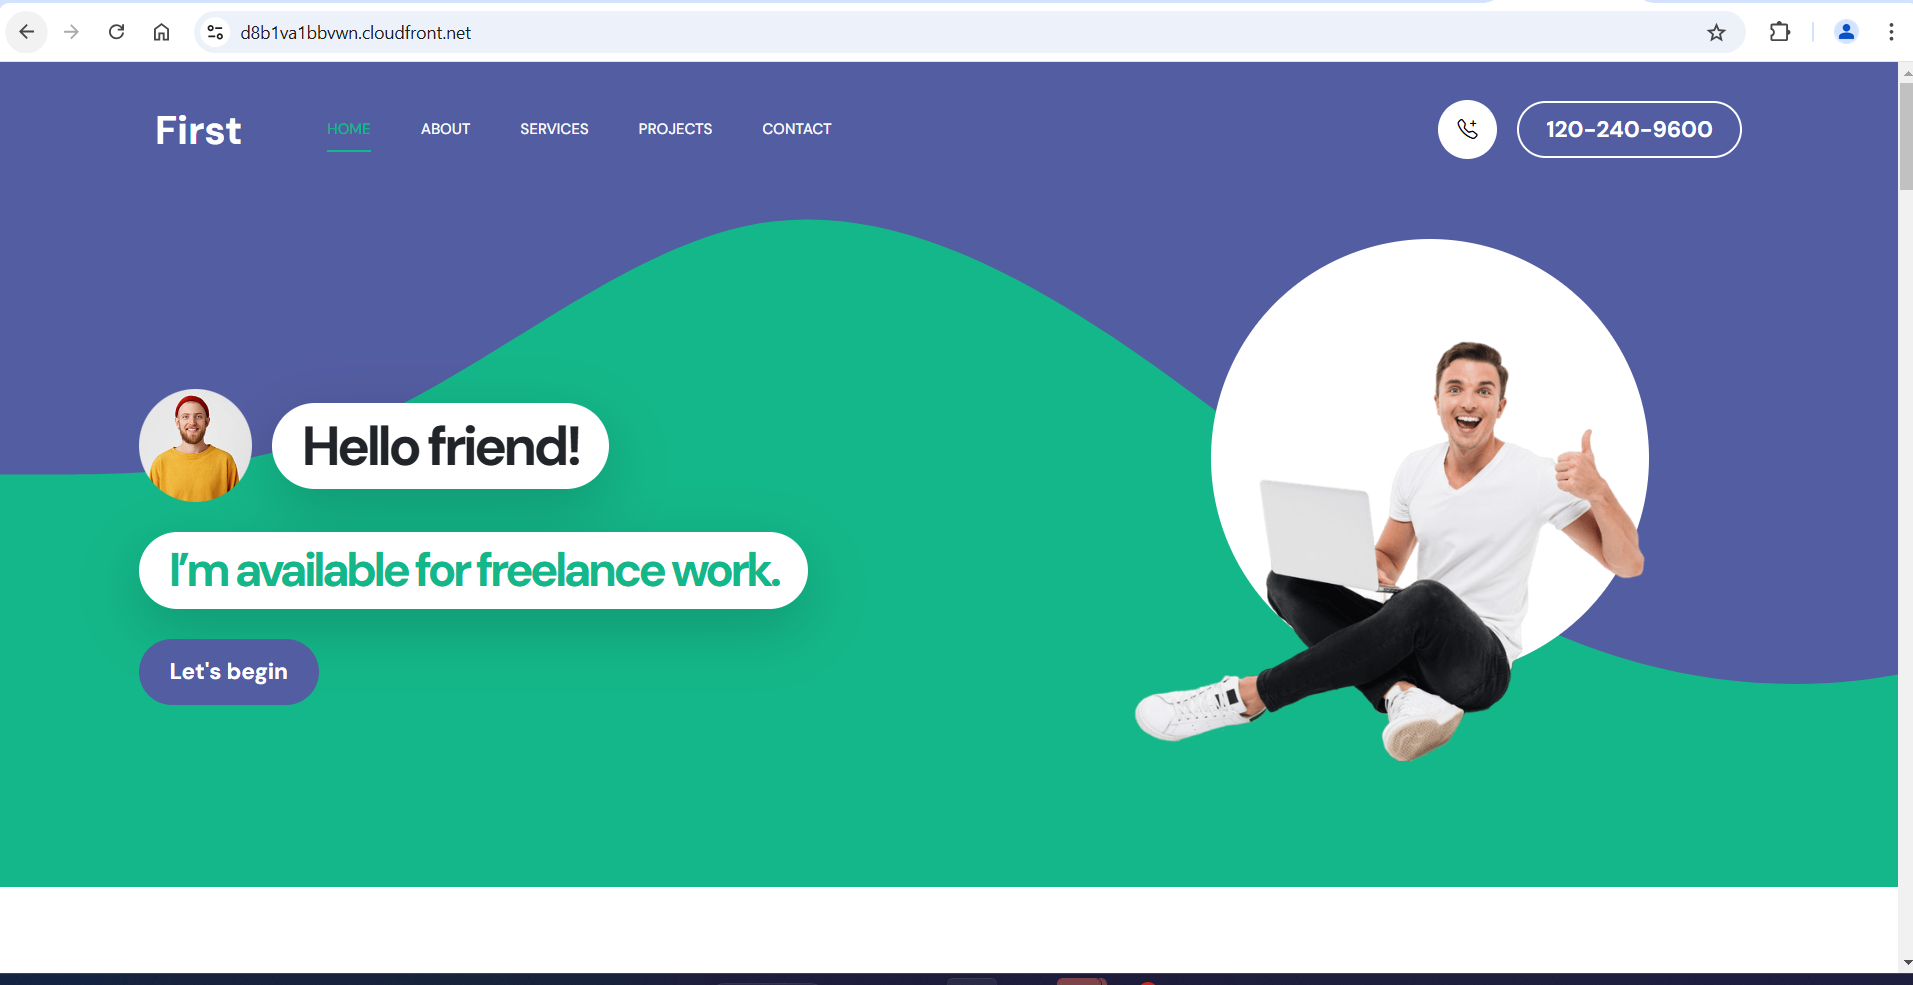 d8b1va1bbvwn.cloudfront.net
First
HOME
ABOUT
SERVICES
PROJECTS
CONTACT
120-240-9600
Hello friend!
I'm available for freelance work.
Let's begin